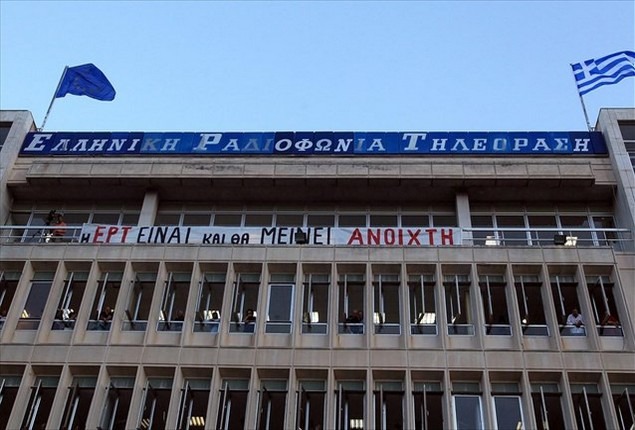 ΕΛΛΗΝΙΚΗ ΡΑΔΙΟΦΩΝΙΑ ΤΗΛΕΟΡΑΣΗ
Η ΕΡΤ ΕΙΝΑΙ ΚΑΙ ΘΑ ΜΕΙΝΕΙ ΑΝΟΙΧΤΗ